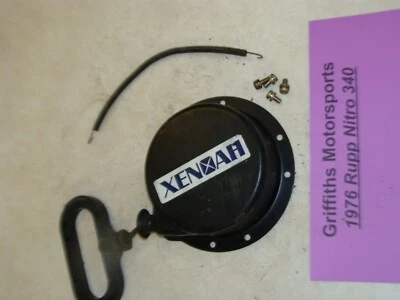 XENOAH
Griffiths Motorsports
1976 Rupp Nitro 340